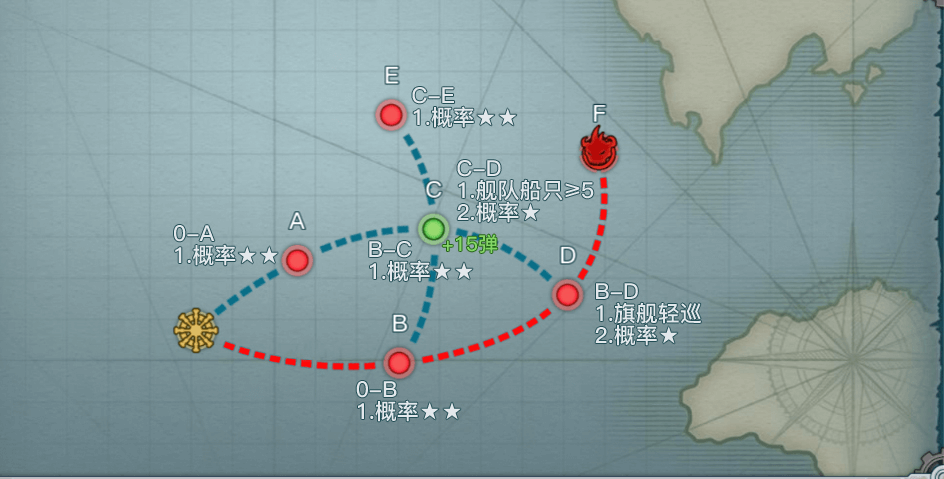 E
C-E
1.概率★★
F
C-D
1.舰队船只≥5
2.概率★
C
+15弹
A
0-A
1.概率★★
B-C
1.概率★★
D
B-D
1.旗舰轻巡
2.概率★
B
0-B
1.概率★★